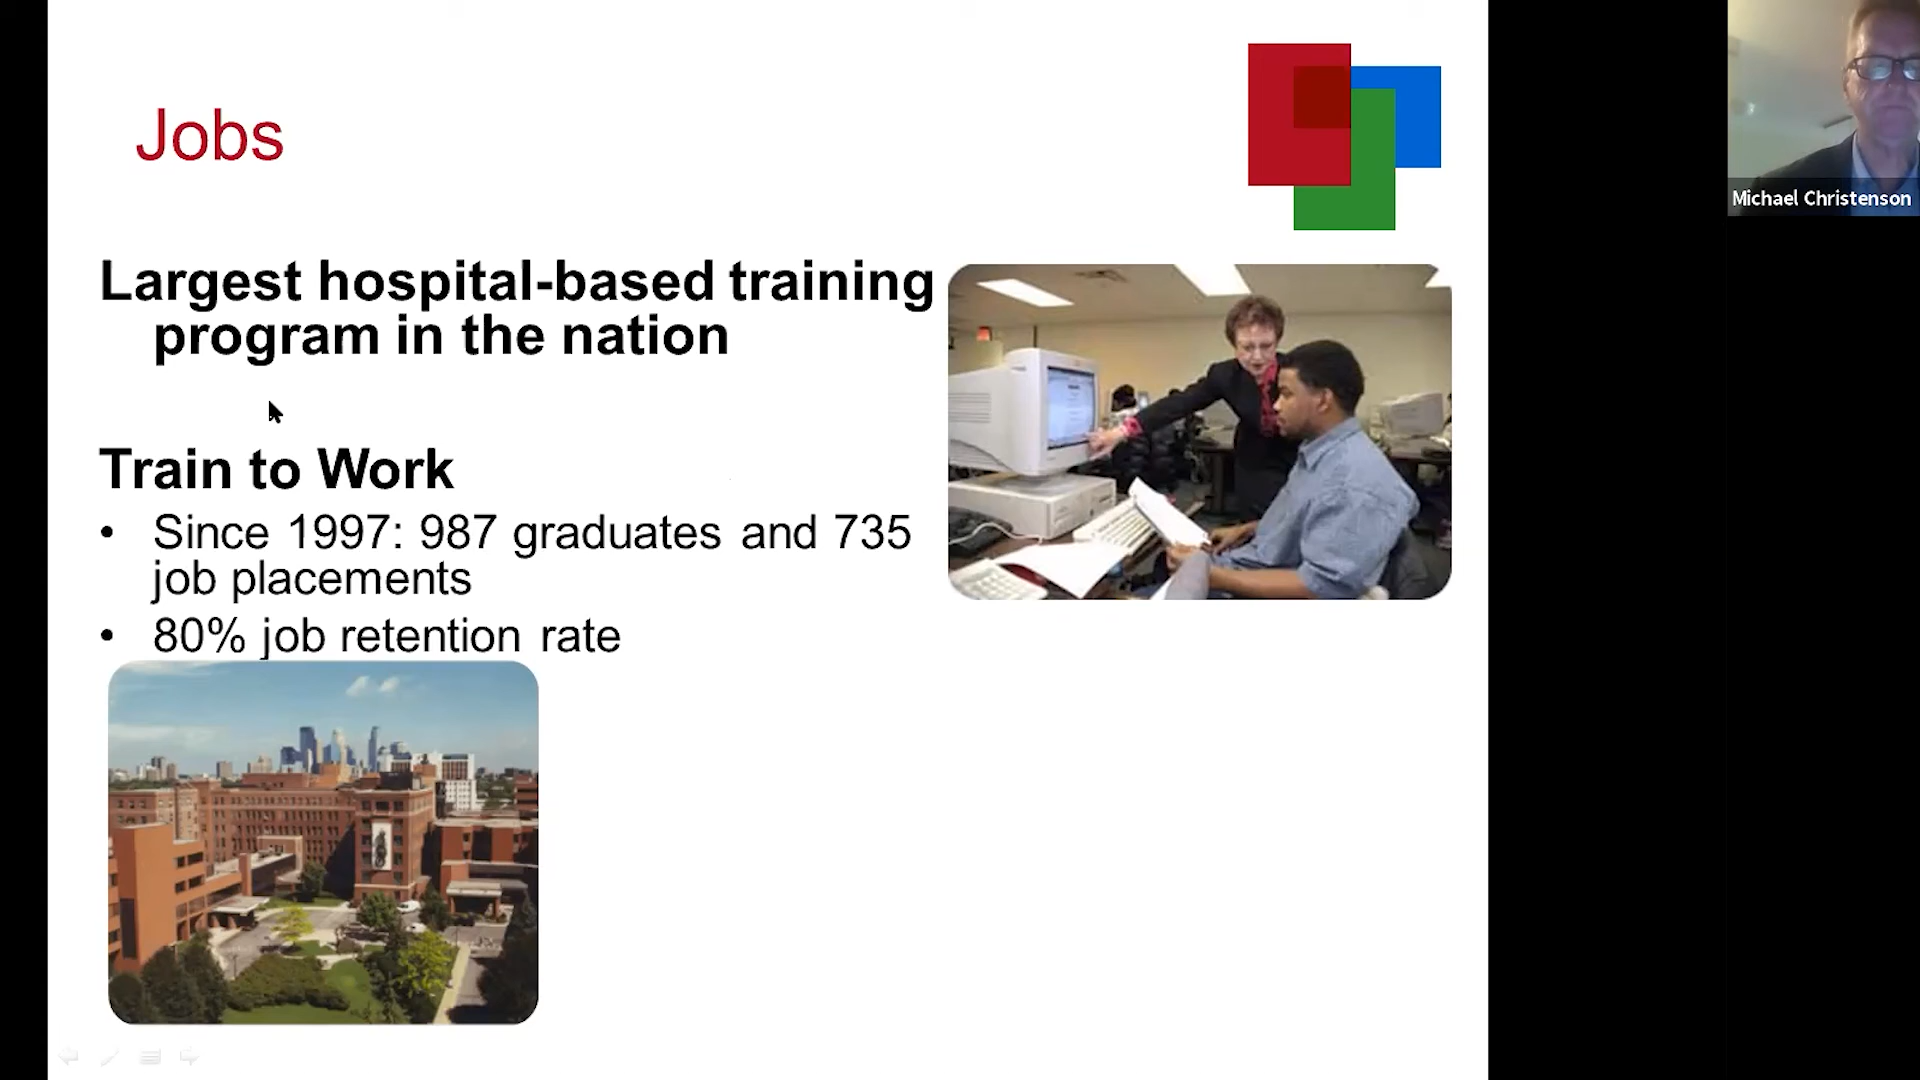 Jobs
Largest hospital-based training
program in the nation
Train to Work
• Since 1997: 987 graduates and 735
job placements
• 80% job retention rate
Michael Christenson